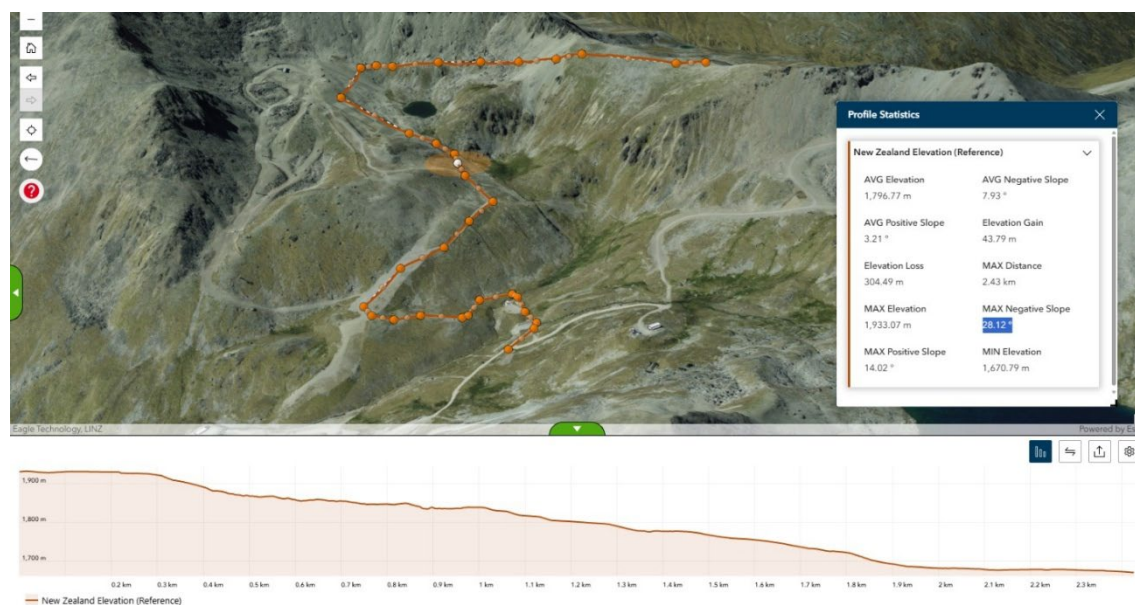 Profile Statistics
New Zealand Elevation (Reference)
AVG Elevation
1,796.77 m
AVG Negative Slope
7.93 °
AVG Positive Slope
3.21 °
Elevation Gain
43.79 m
Elevation Loss
304.49 m
MAX Distance
2.43 km
MAX Elevation
1,933.07 m
MAX Negative Slope
28.12 °
MAX Positive Slope
14.02 °
MIN Elevation
1,670.79 m
Eagle Technology, LINZ
Powered by Es
1,900 m
1,800 m
1,700 m
0.2 km 0.3 km 0.4 km 0.5 km 0.6 km 0.7 km 0.8 km 0.9 km 1 km 1.1 km 1.2 km 1.3 km 1.4 km 1.5 km 1.6 km 1.7 km 1.8 km 1.9 km 2 km 2.1 km 2.2 km 2.3 km
New Zealand Elevation (Reference)